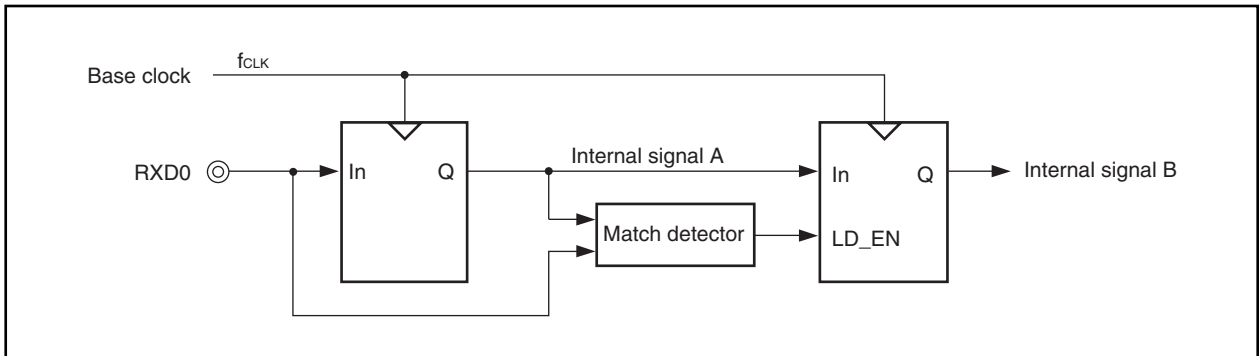 Base clock
fCLK
RXD0
In
Q
Internal signal A
In
Q
Internal signal B
Match detector
LD_EN